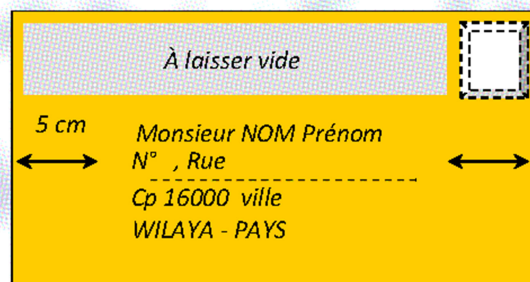 À laisser vide
5 cm
Monsieur NOM Prénom
N° , Rue
Cp 16000 ville
WILAYA - PAYS